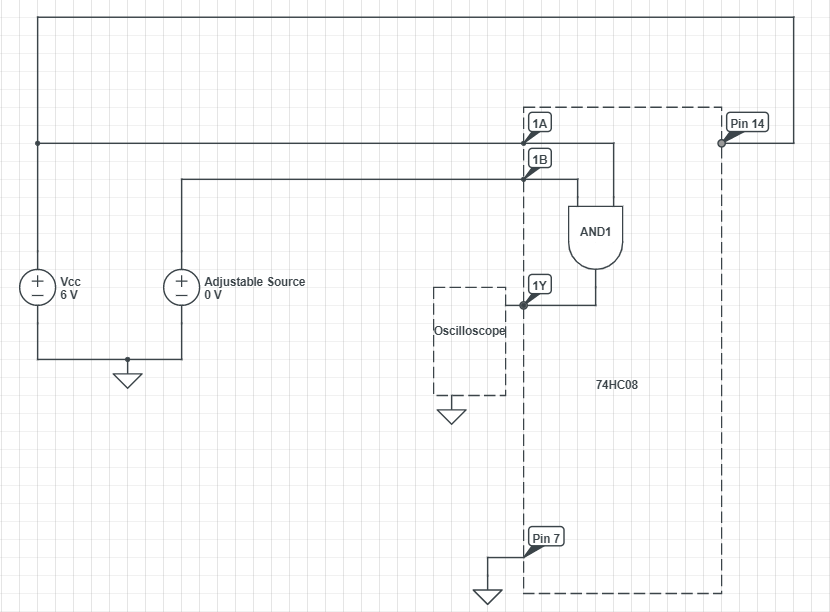 1A
Pin 14
1B
AND1
Vcc
6 V
Adjustable Source
0 V
1Y
Oscilloscope
74HC08
Pin 7